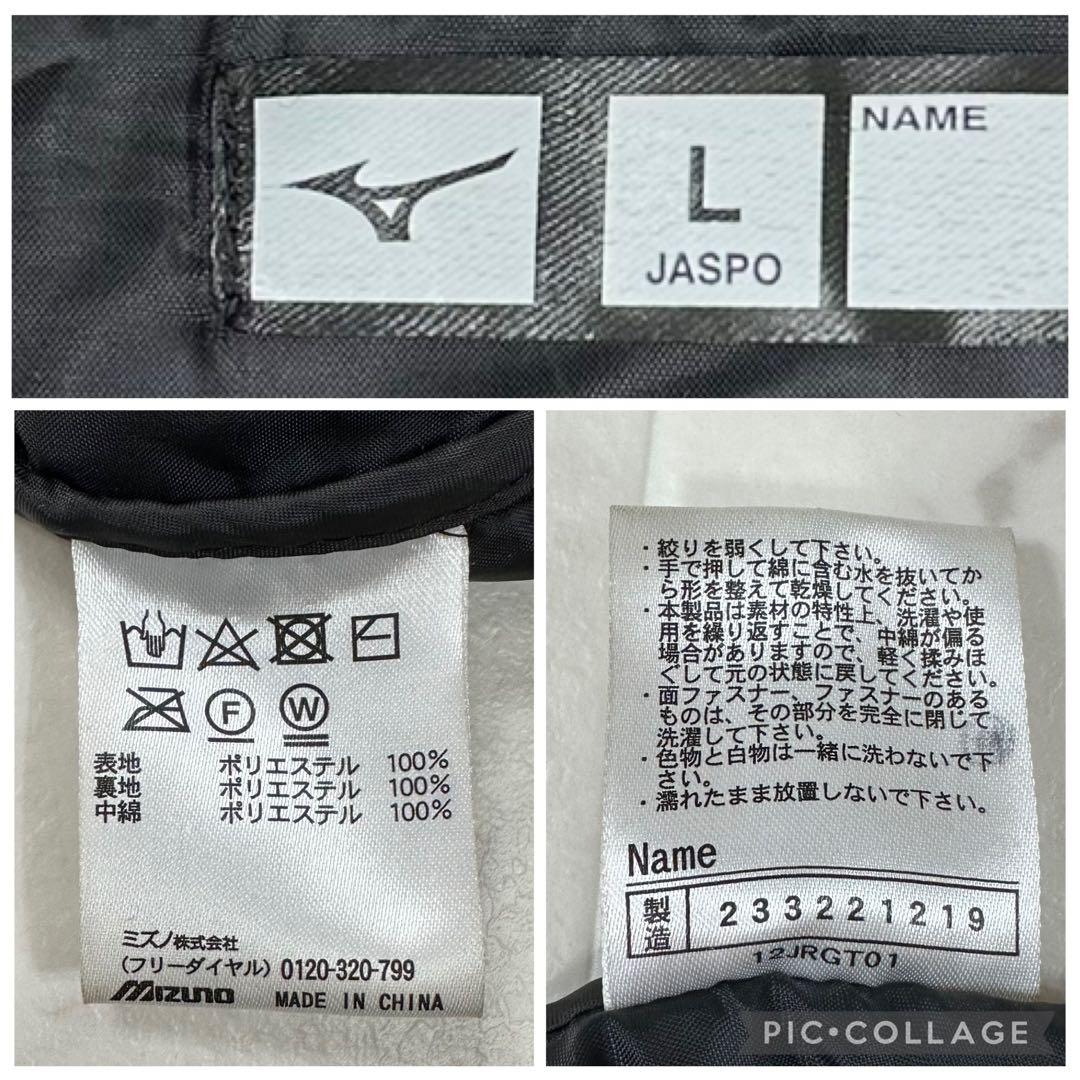 L
JASPO
NAME
F
W
表地 ポリエステル 100%
裏地 ポリエステル 100%
中綿 ポリエステル 100%
ミズノ株式会社
(フリーダイヤル) 0120-320-799
MIZUNO MADE IN CHINA
・絞りを弱くして下さい。
・手で押して綿に含む水を抜いてか
ら形を整えて乾燥してください。
・本製品は素材の特性上、洗濯や使
用を繰り返すことで、中綿が偏る
場合がありますので、軽く揉みほ
ぐして元の状態に戻してください。
・面ファスナー、ファスナーのある
ものは、その部分を完全に閉じて
洗濯して下さい。
・色物と白物は一緒に洗わないで下
さい。
・濡れたまま放置しないで下さい。
Name
製造 233221219
12JRGT01
PIC•COLLAGE